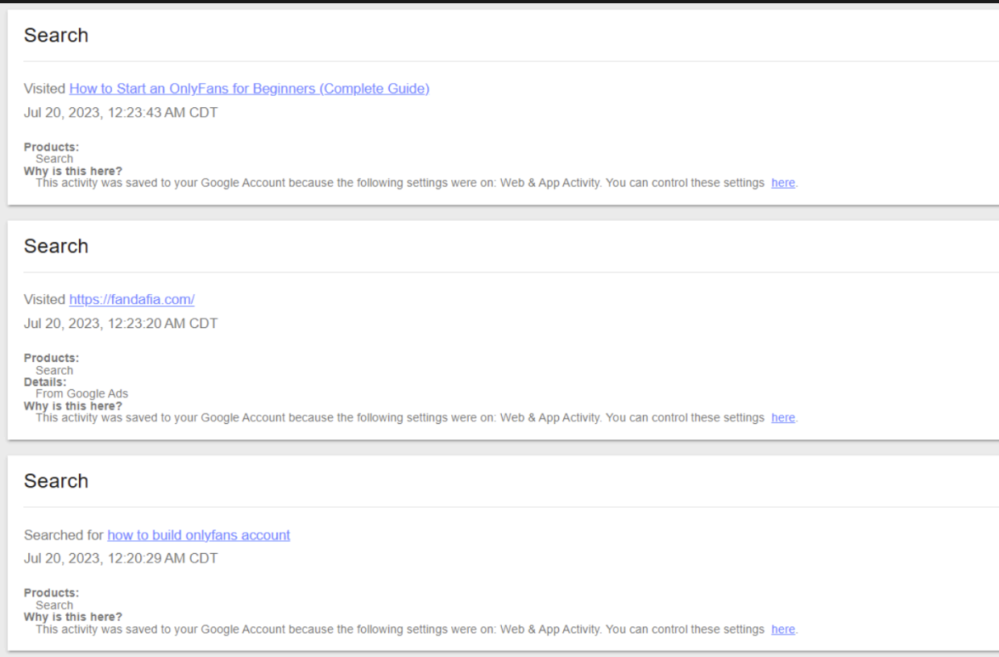 Search
Visited How to Start an OnlyFans for Beginners (Complete Guide)
Jul 20, 2023, 12:23:43 AM CDT
Products:
Search
Why is this here?
This activity was saved to your Google Account because the following settings were on: Web & App Activity. You can control these settings here.
Search
Visited https://fandafia.com/
Jul 20, 2023, 12:23:20 AM CDT
Products:
Search
Details:
From Google Ads
Why is this here?
This activity was saved to your Google Account because the following settings were on: Web & App Activity. You can control these settings here.
Search
Searched for how to build onlyfans account
Jul 20, 2023, 12:20:29 AM CDT
Products:
Search
Why is this here?
This activity was saved to your Google Account because the following settings were on: Web & App Activity. You can control these settings here.